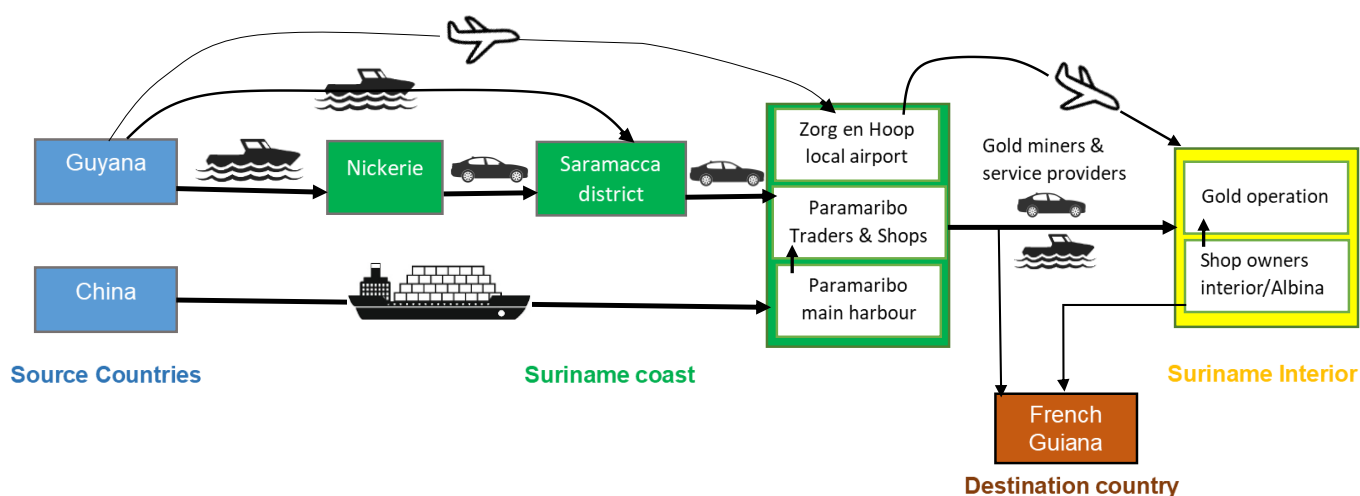 Guyana
Nickerie
Saramacca
district
Zorg en Hoop
local airport
Paramaribo
Traders & Shops
Paramaribo
main harbour
Gold miners &
service providers
Gold operation
Shop owners
interior/Albina
China
Source Countries
Suriname coast
Suriname Interior
French
Guiana
Destination country